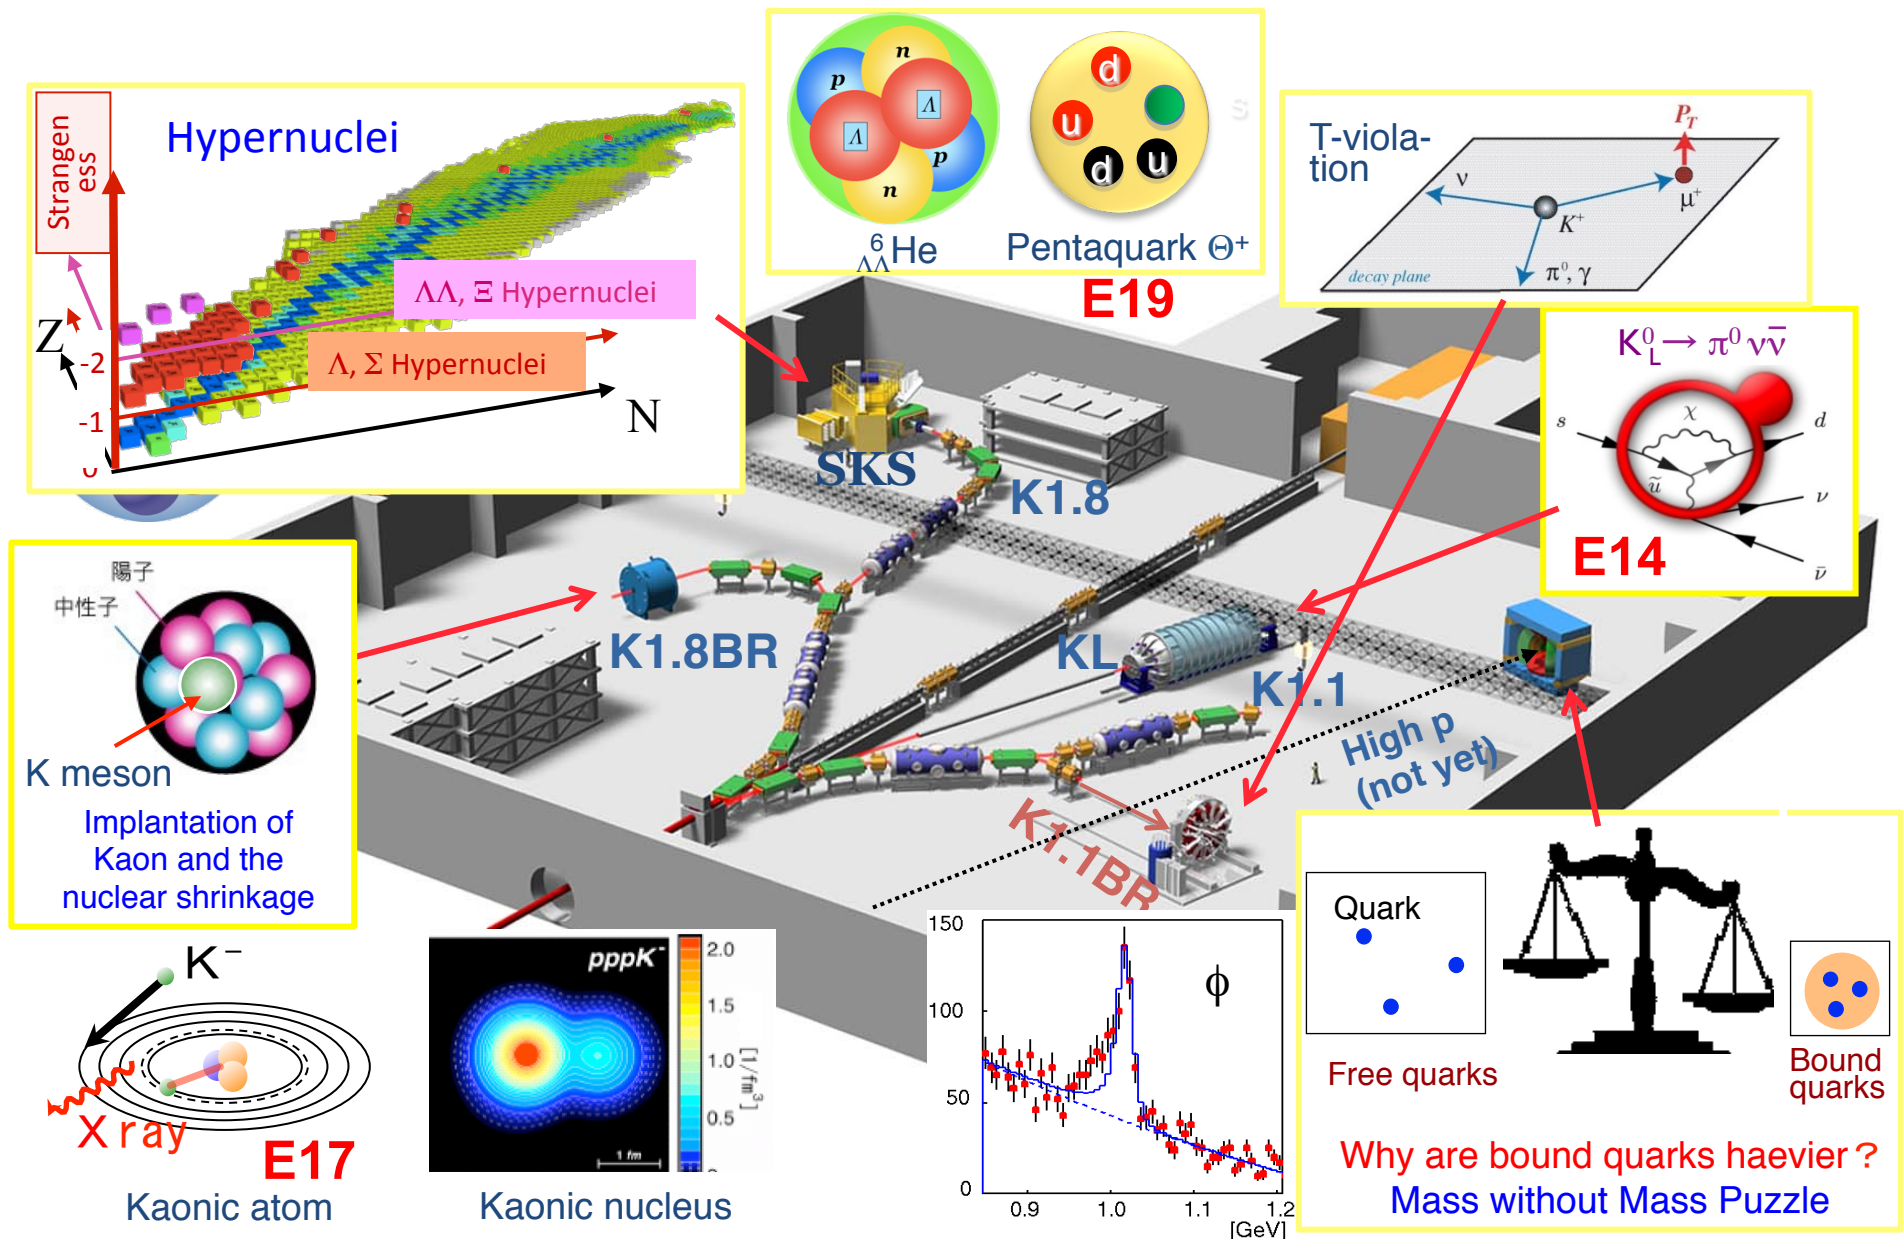 Strangen
ess
Hypernuclei
Z
-2
-1
0
N
ΛΛ, Ξ Hypernuclei
Λ, Σ Hypernuclei
n
p
Λ
Λ
p
n
6
ΛΛHe
d
u
s
d
u
Pentaquark Θ+
E19
T-viola-
tion
PT
ν
μ+
K+
π0, γ
decay plane
K0L→ π0 νν̅
s
χ
d
ũ
ν
ν̅
E14
SKS
K1.8
K1.8BR
KL
K1.1
High p
(not yet)
K1.1BR
陽子
中性子
K meson
Implantation of
Kaon and the
nuclear shrinkage
K−
X ray
E17
Kaonic atom
pppK-
2.0
1.5
1.0
0.5
[1/fm3]
1 fm
Kaonic nucleus
150
100
50
0
ϕ
0.9
1.0
1.1
1.2
[GeV]
Quark
Free quarks
Bound
quarks
Why are bound quarks haevier？
Mass without Mass Puzzle